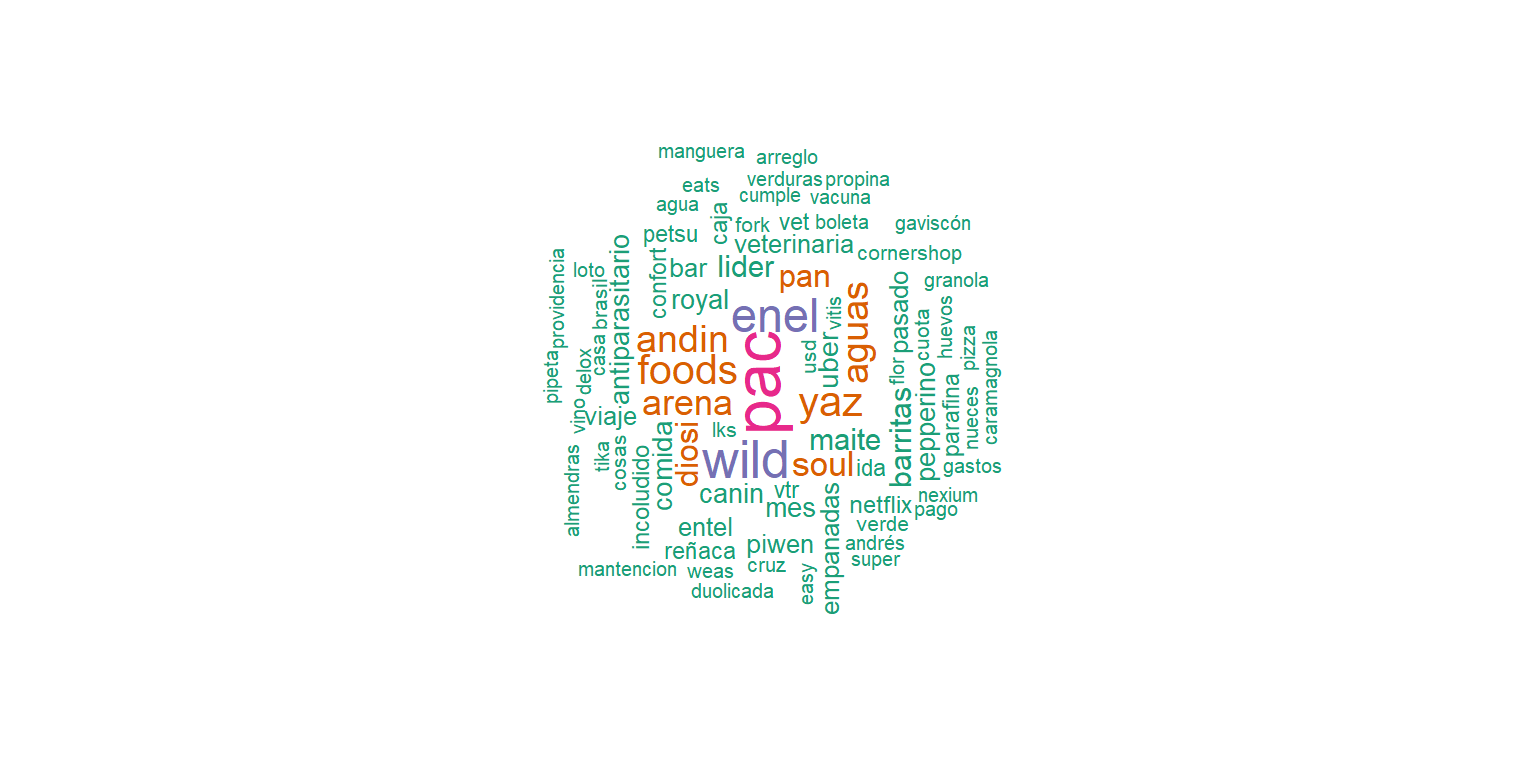 manguera
arreglo
verduras
propina
eats
cumple
vacuna
agua
caja
fork
vet
boleta
gaviscón
petsu
veterinaria
cornershop
providencia
loto
brasilo
antiparasitario
confort
bar
lider
pan
aguas
pasado
granola
royal
enel
vitis
cuota
huevos
pipeta
delox
casa
andin
foods
pac
usd
uber
flor
pizza
caramagnola
arena
yaz
barritas
pepperino
parafina
nueces
vino
viaje
lks
maite
almendras
tika
cosas
incoludido
comida
diosi
wild
soul
ida
gastos
canin
vtr
mes
empanadas
netflix
nexium
pago
entel
verde
reñaca
piwen
andrés
mantencion
weas
cruz
easy
super
duolicada